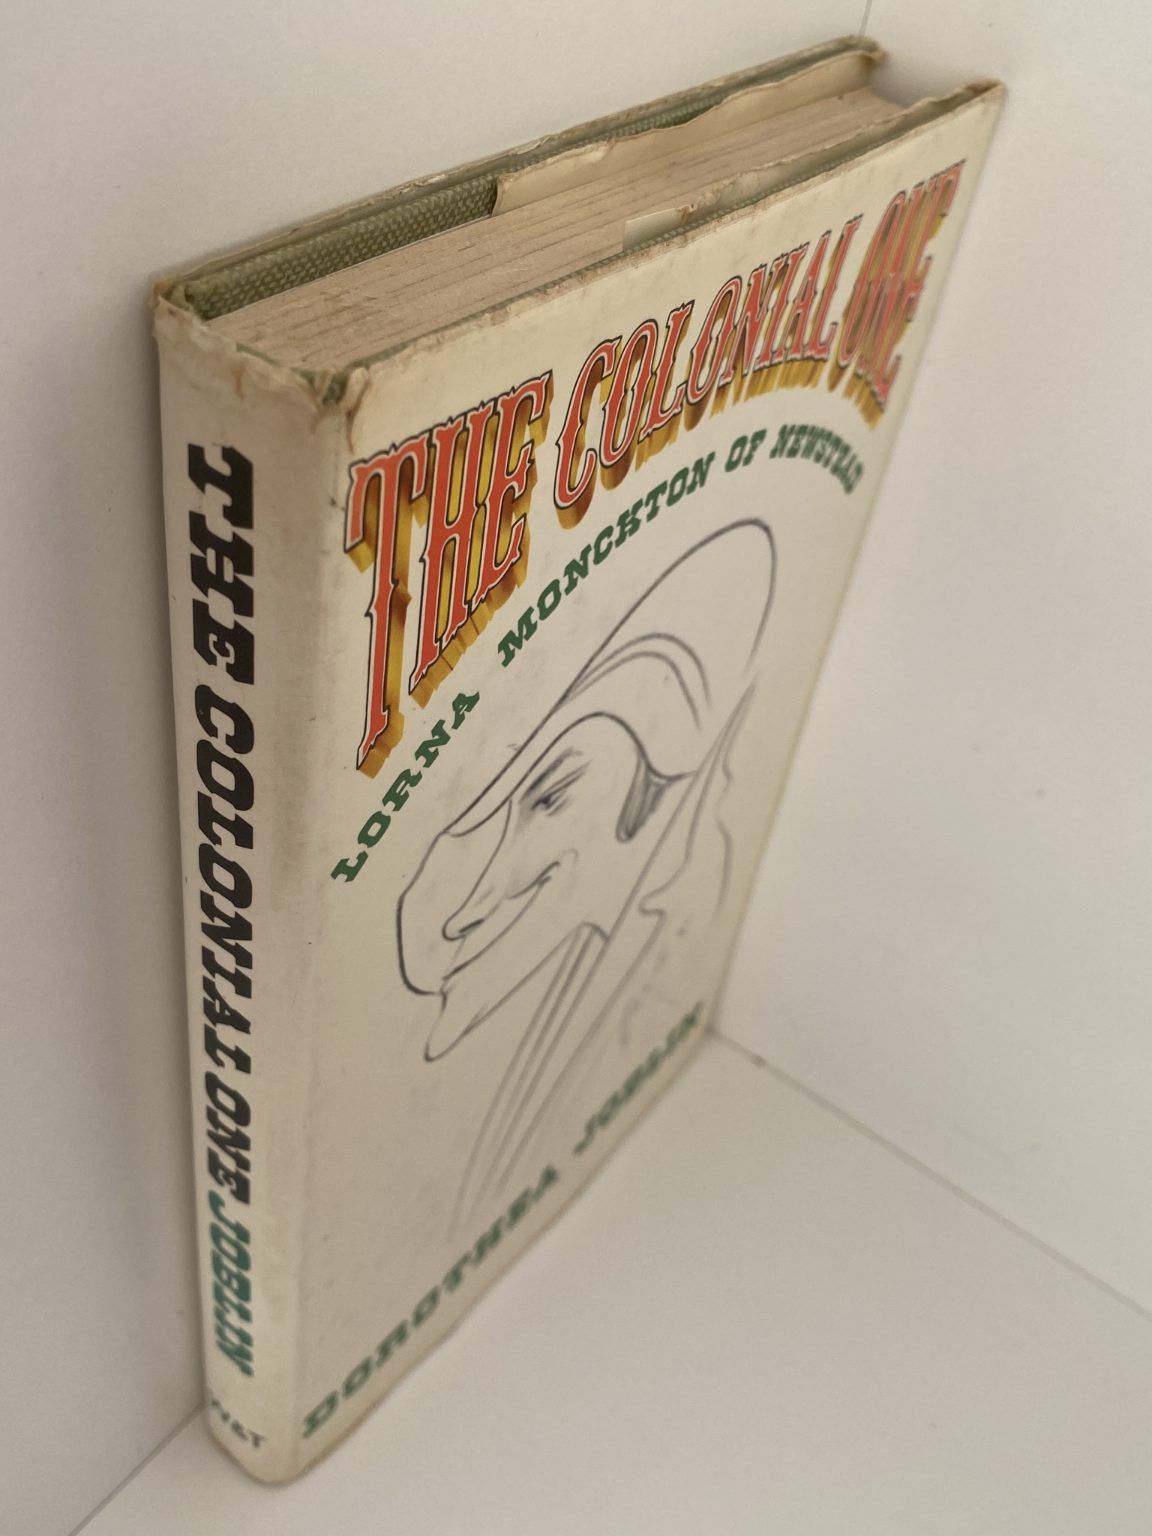 THE COLONIAL ONE
LORNA MONCKTON OF NEWSTEAD
DOROTHEA JOBLIN
THE COLONIAL ONE JOBLIN
W&T